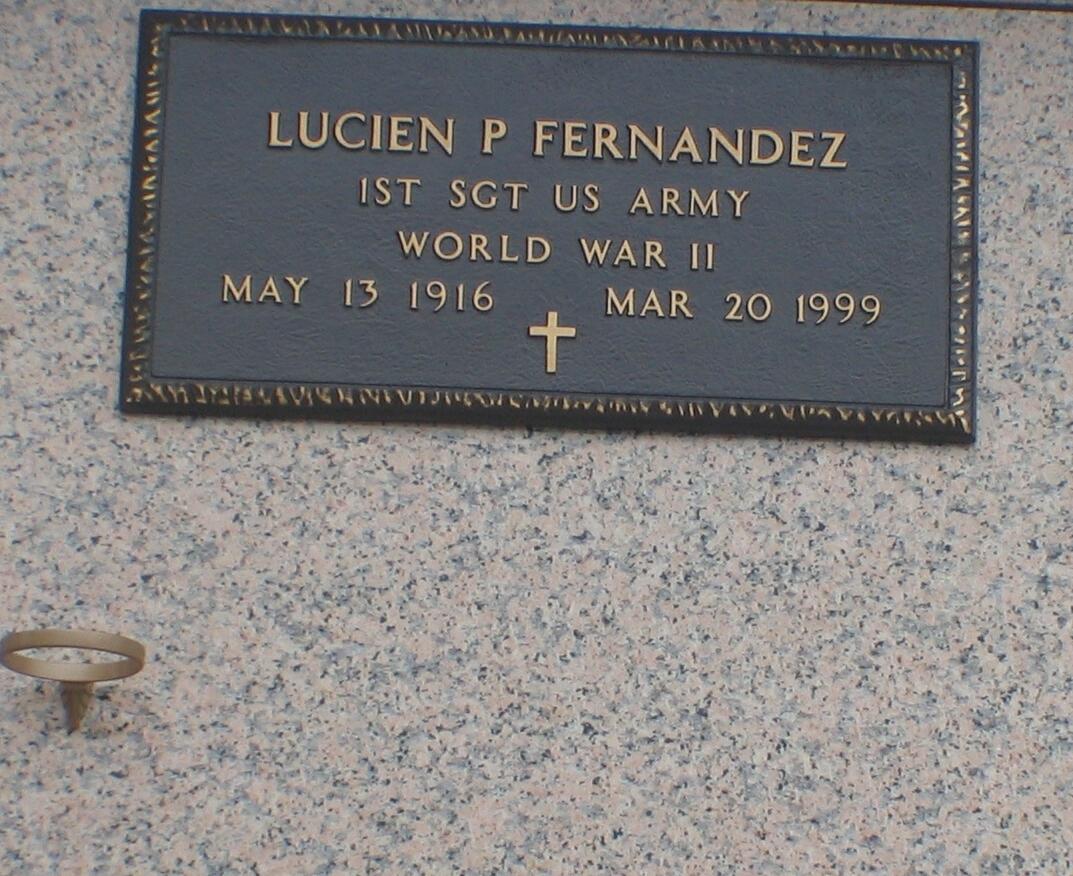 LUCIEN P FERNANDEZ
1ST SGT US ARMY
WORLD WAR II
MAY 13 1916 MAR 20 1999